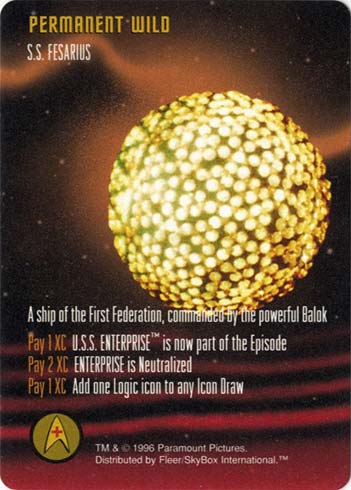 PERMANENT WILD
S.S. FESARIUS
A ship of the First Federation, commanded by the powerful Balok
Pay 1 XC U.S.S. ENTERPRISE™ is now part of the Episode
Pay 2 XC ENTERPRISE is Neutralized
Pay 1 XC Add one Logic icon to any Icon Draw
TM & © 1996 Paramount Pictures.
Distributed by Fleer/SkyBox International.™